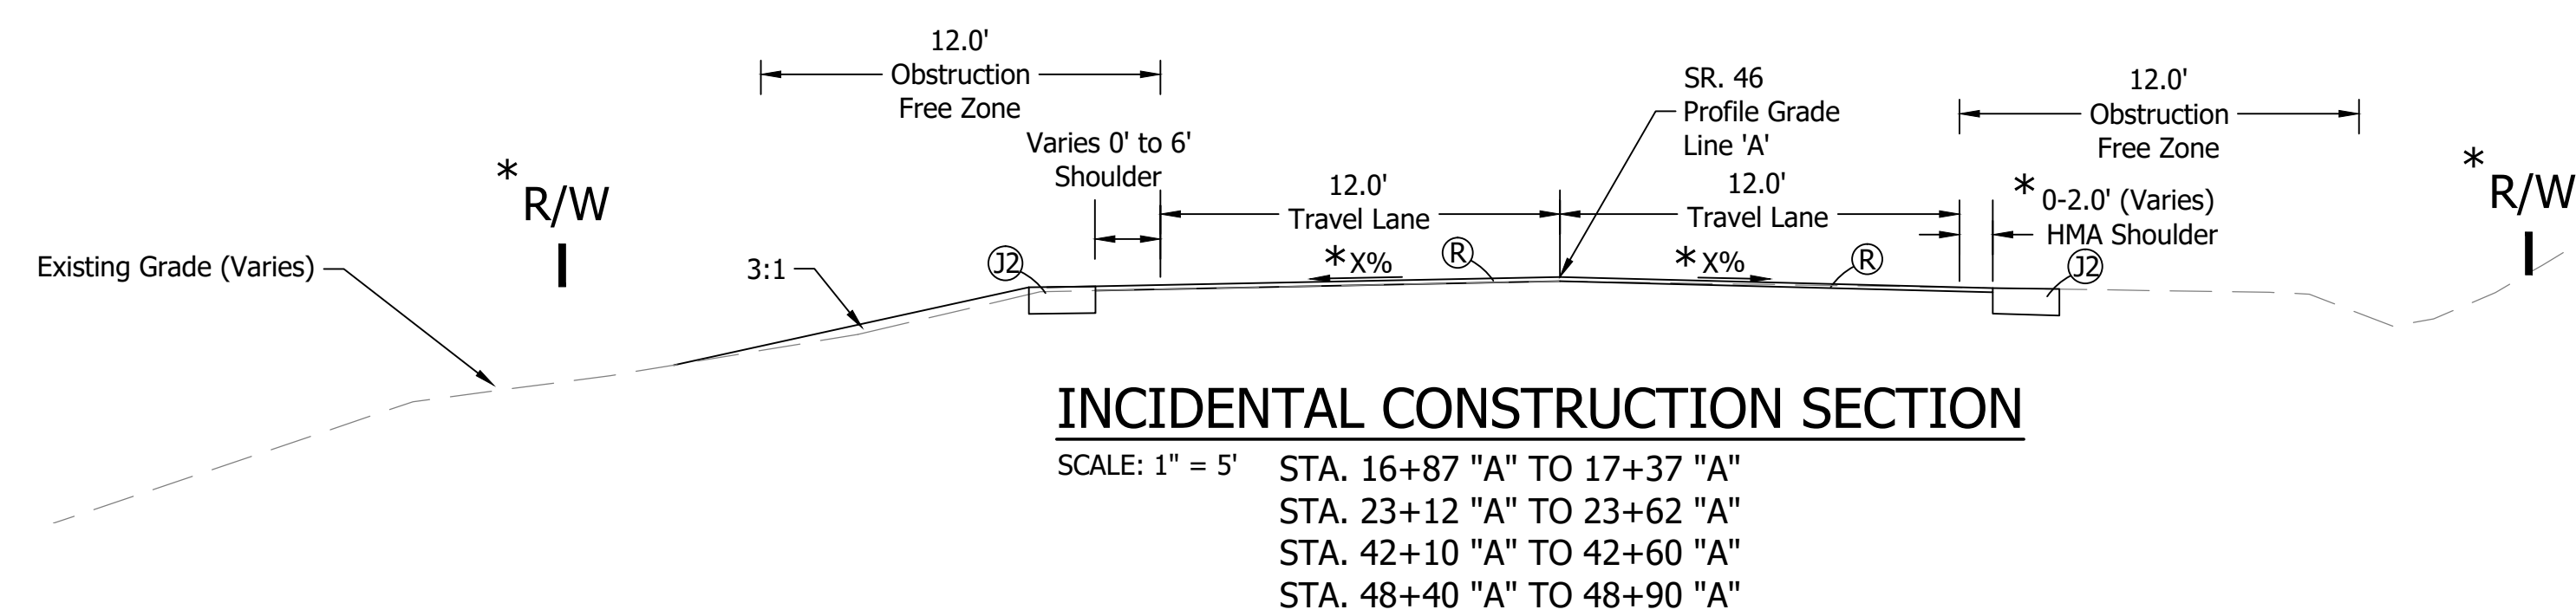 12.0'
Obstruction
Free Zone
Varies 0' to 6'
Shoulder
SR. 46
Profile Grade
Line 'A'
12.0'
Obstruction
Free Zone
* R/W
12.0'
Travel Lane
12.0'
Travel Lane
* 0-2.0' (Varies)
HMA Shoulder
* R/W
Existing Grade (Varies)
3:1
J2
* X%
R
* X%
R
J2
INCIDENTAL CONSTRUCTION SECTION
SCALE: 1" = 5'
STA. 16+87 "A" TO 17+37 "A"
STA. 23+12 "A" TO 23+62 "A"
STA. 42+10 "A" TO 42+60 "A"
STA. 48+40 "A" TO 48+90 "A"